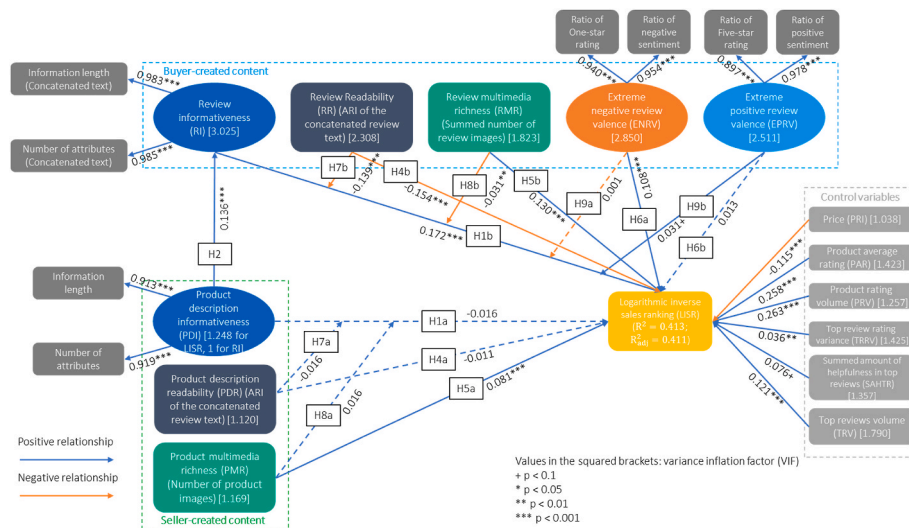 Ratio of
One-star
rating
Ratio of
negative
sentiment
Ratio of
Five-star
rating
Ratio of
positive
sentiment
0.940***
0.954***
0.897***
0.978***
Buyer-created content
Information length
(Concatenated text)
0.983***
Number of attributes
(Concatenated text)
0.985***
Review
informativeness
(RI) [3.025]
Review Readability
(RR) (ARI of the
concatenated review
text) [2.308]
Review multimedia
richness (RMR)
(Summed number of
review images) [1.823]
Extreme
negative review
valence (ENRV)
[2.850]
Extreme
positive review
valence (EPRV)
[2.511]
H7b
-0.139***
H4b
-0.154***
H8b
-0.031**
H5b
0.130***
H9a
0.001
H6a
0.108***
H9b
0.031+
H6b
0.013
H1b
0.172***
0.136***
H2
Control variables
Price (PRI) [1.038]
-0.115***
Product average
rating (PAR) [1.423]
0.258***
Product rating
volume (PRV) [1.257]
0.263***
Top review rating
variance (TRRV) [1.425]
0.036**
Summed amount of
helpfulness in top
reviews (SAHTR)
[1.357]
0.076+
Top reviews volume
(TRV) [1.790]
0.121***
Information
length
0.913***
Number of
attributes
0.919***
Product
description
informativeness
(PDI) [1.248 for
LISR, 1 for RI]
H1a
-0.016
H7a
-0.016
H4a
-0.011
H8a
0.016
H5a
0.081***
Logarithmic inverse
sales ranking (LISR)
(R² = 0.413;
R²adj = 0.411)
Product description
readability (PDR) (ARI
of the concatenated
review text) [1.120]
Product multimedia
richness (PMR)
(Number of product
images) [1.169]
Seller-created content
Positive relationship
Negative relationship
Values in the squared brackets: variance inflation factor (VIF)
+ p < 0.1
* p < 0.05
** p < 0.01
*** p < 0.001